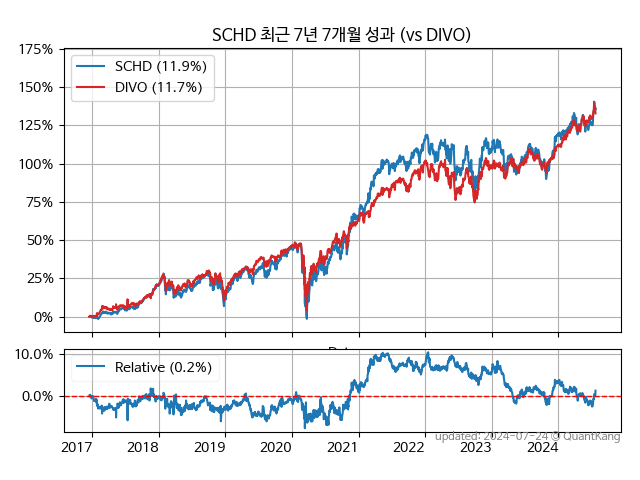 SCHD 최근 7년 7개월 성과 (vs DIVO)
175%
150%
125%
100%
75%
50%
25%
0%
SCHD (11.9%)
DIVO (11.7%)
10.0%
0.0%
Relative (0.2%)
2017 2018 2019 2020 2021 2022 2023 2024
updated: 2024-07-24 © QuantKang